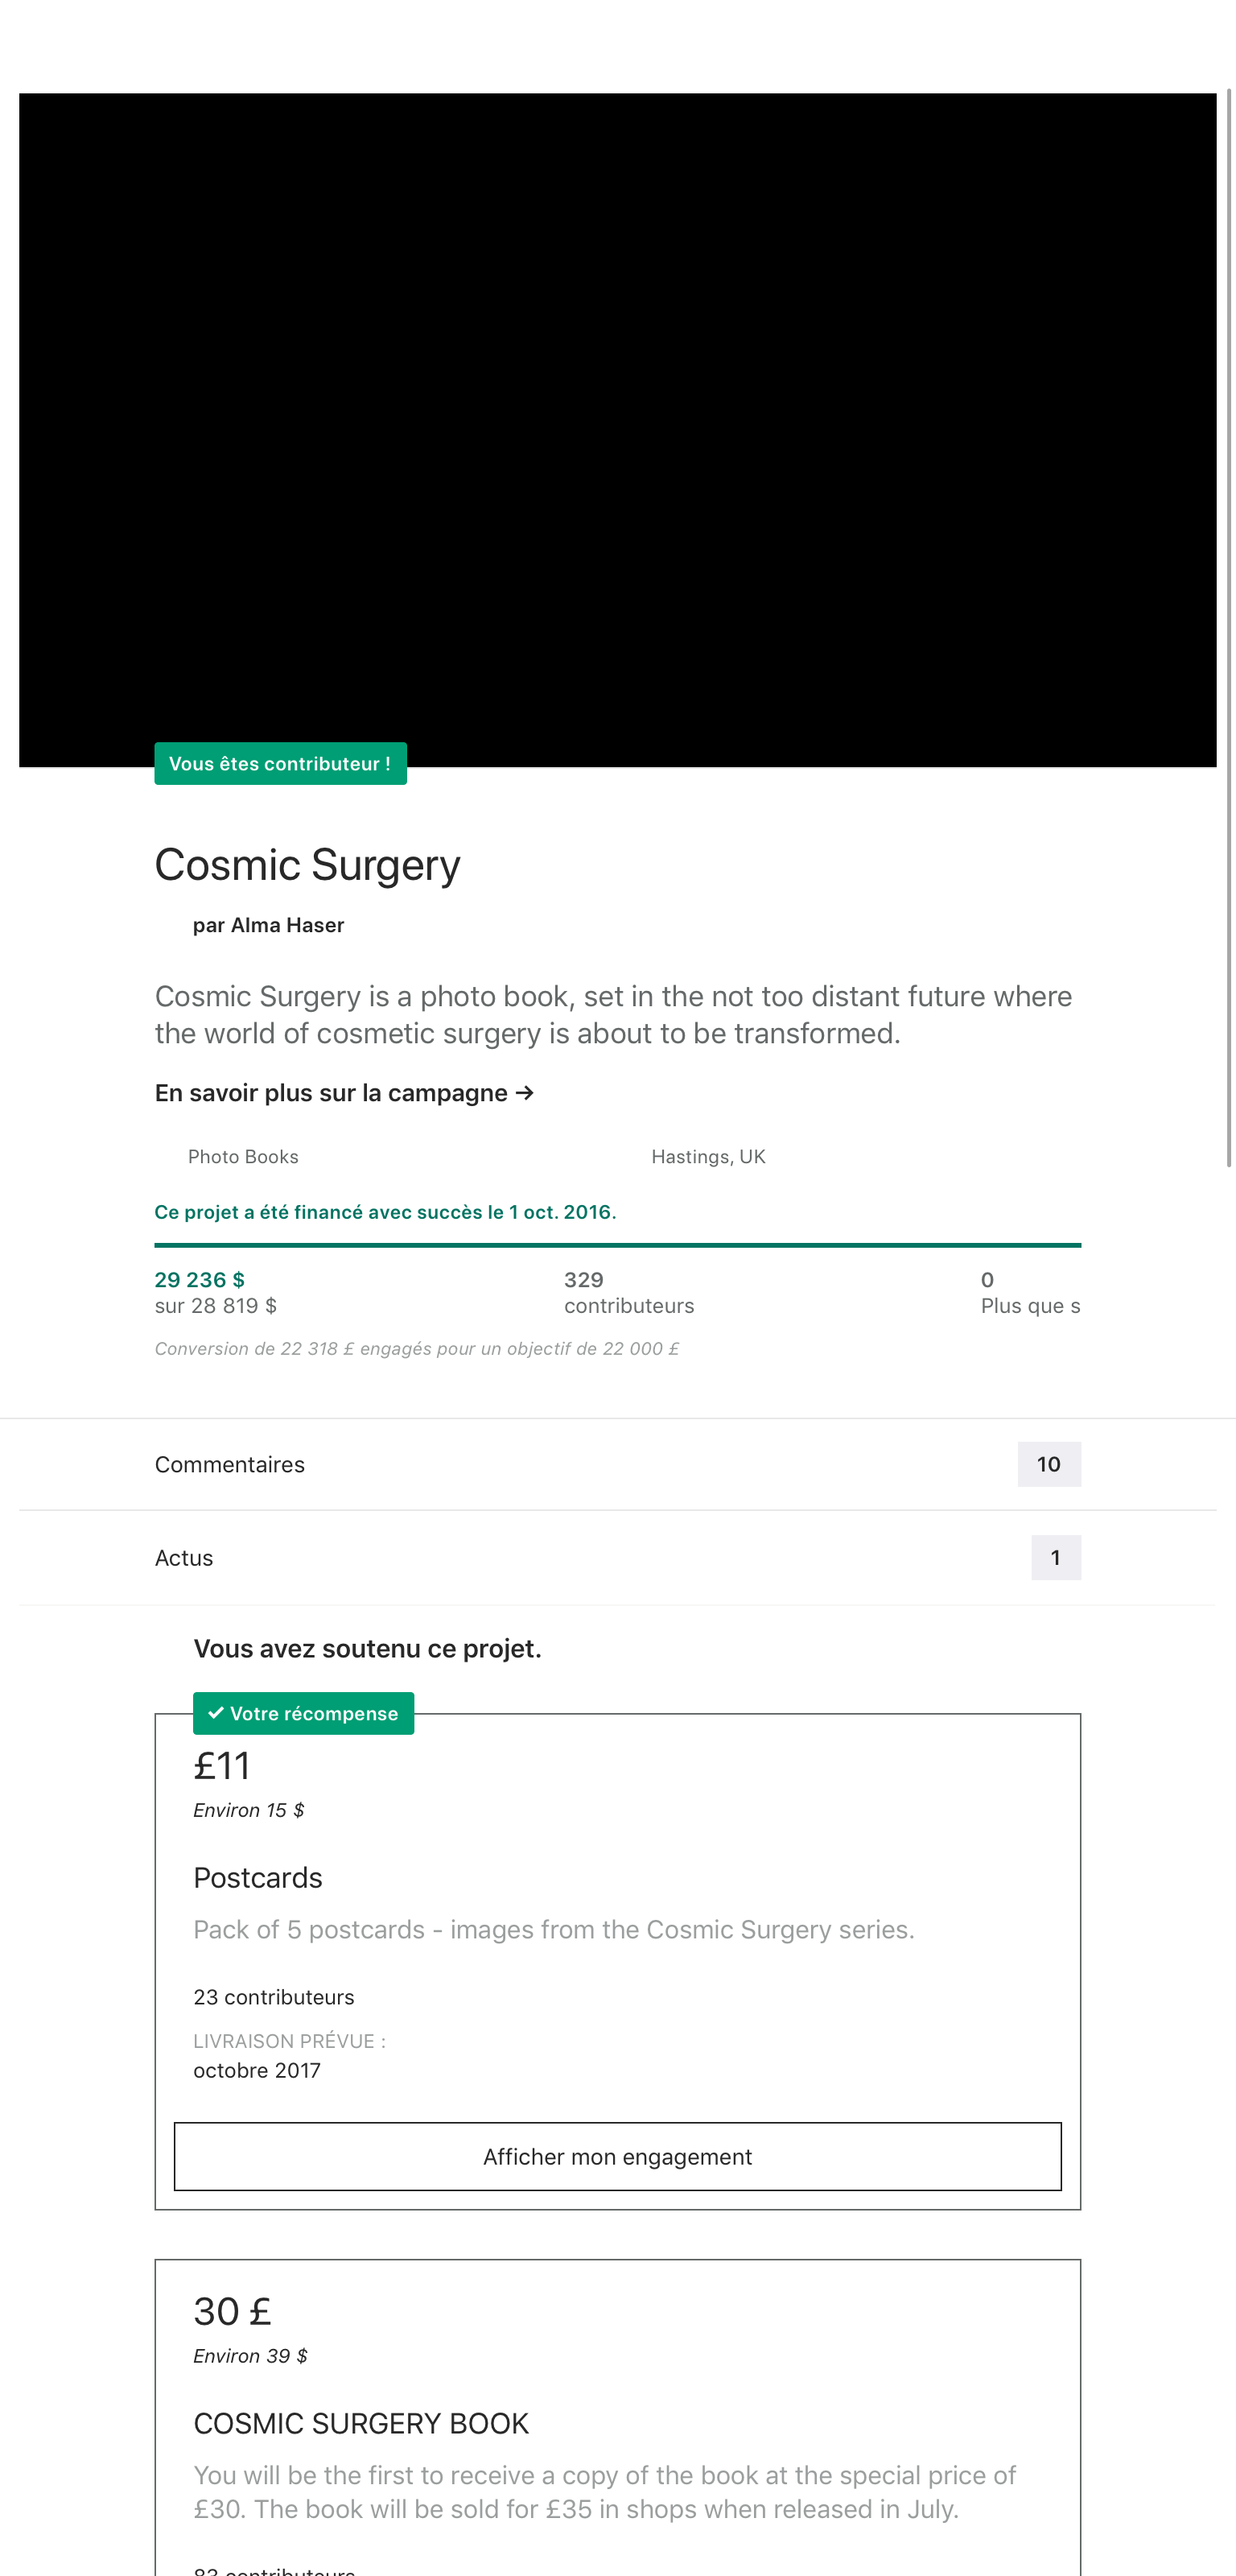 Vous êtes contributeur !
Cosmic Surgery
par Alma Haser
Cosmic Surgery is a photo book, set in the not too distant future where
the world of cosmetic surgery is about to be transformed.
En savoir plus sur la campagne →
Photo Books
Hastings, UK
Ce projet a été financé avec succès le 1 oct. 2016.
29 236 $
sur 28 819 $
329
contributeurs
0
Plus que s
Conversion de 22 318 £ engagés pour un objectif de 22 000 £
Commentaires
10
Actus
1
Vous avez soutenu ce projet.
✓ Votre récompense
£11
Environ 15 $
Postcards
Pack of 5 postcards - images from the Cosmic Surgery series.
23 contributeurs
LIVRAISON PRÉVUE :
octobre 2017
Afficher mon engagement
30 £
Environ 39 $
COSMIC SURGERY BOOK
You will be the first to receive a copy of the book at the special price of
£30. The book will be sold for £35 in shops when released in July.
83 contributeurs